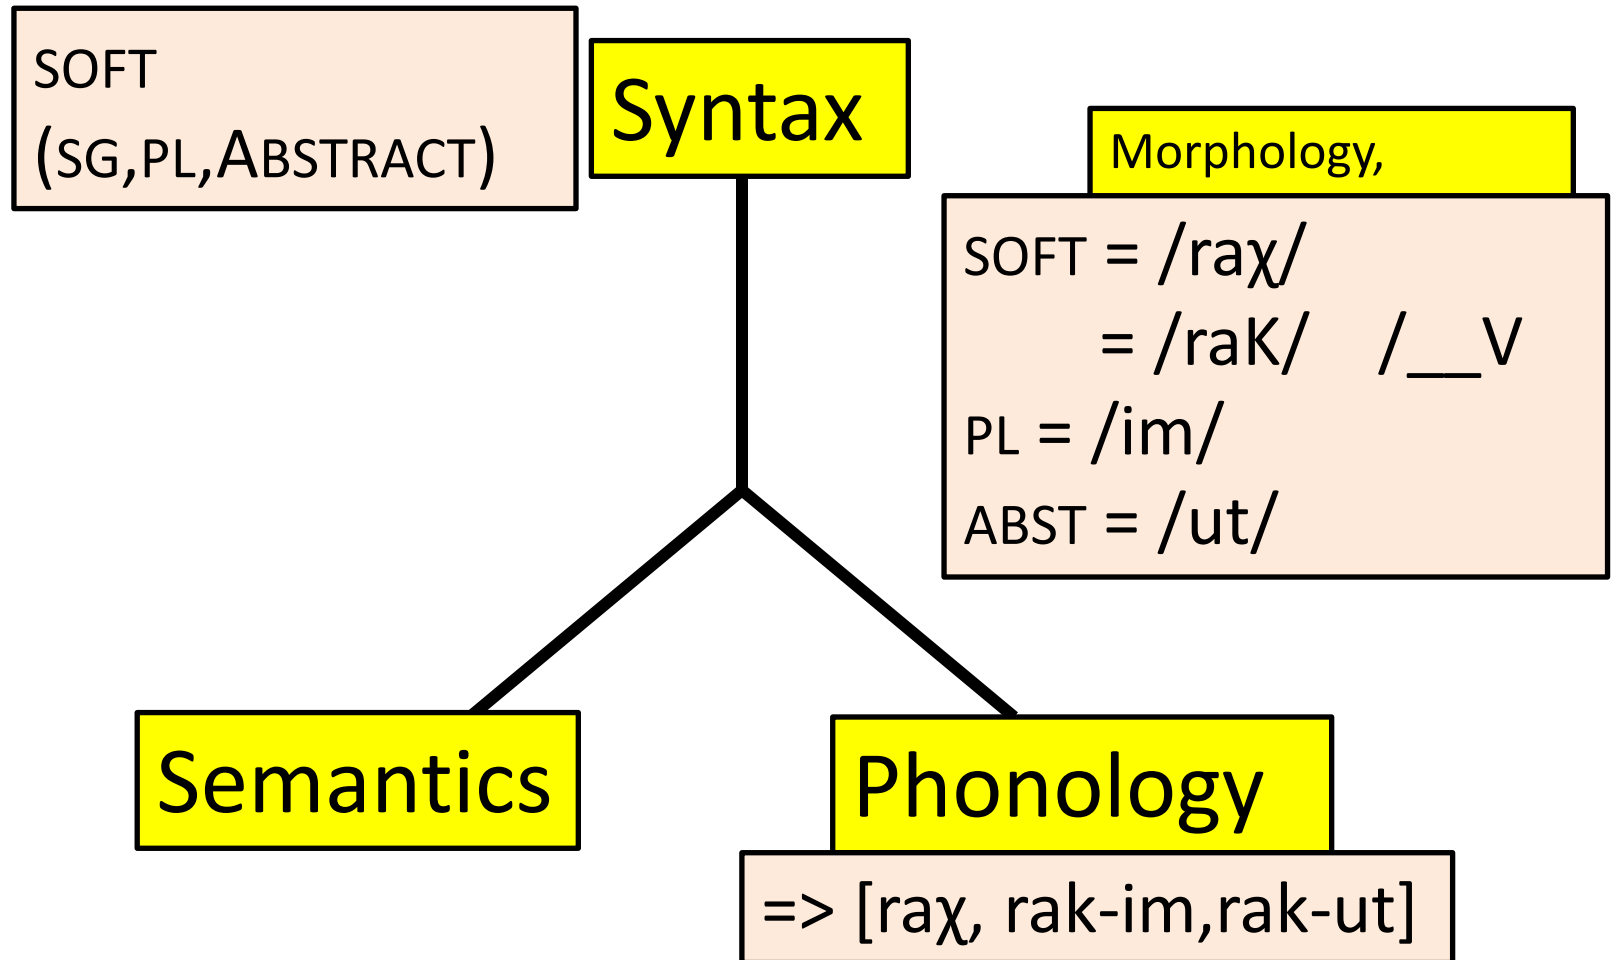 SOFT
(SG,PL,ABSTRACT)
Syntax
Morphology,
SOFT = /raχ/
= /raK/ /__V
PL = /im/
ABST = /ut/
Semantics
Phonology
=> [raχ, rak-im,rak-ut]